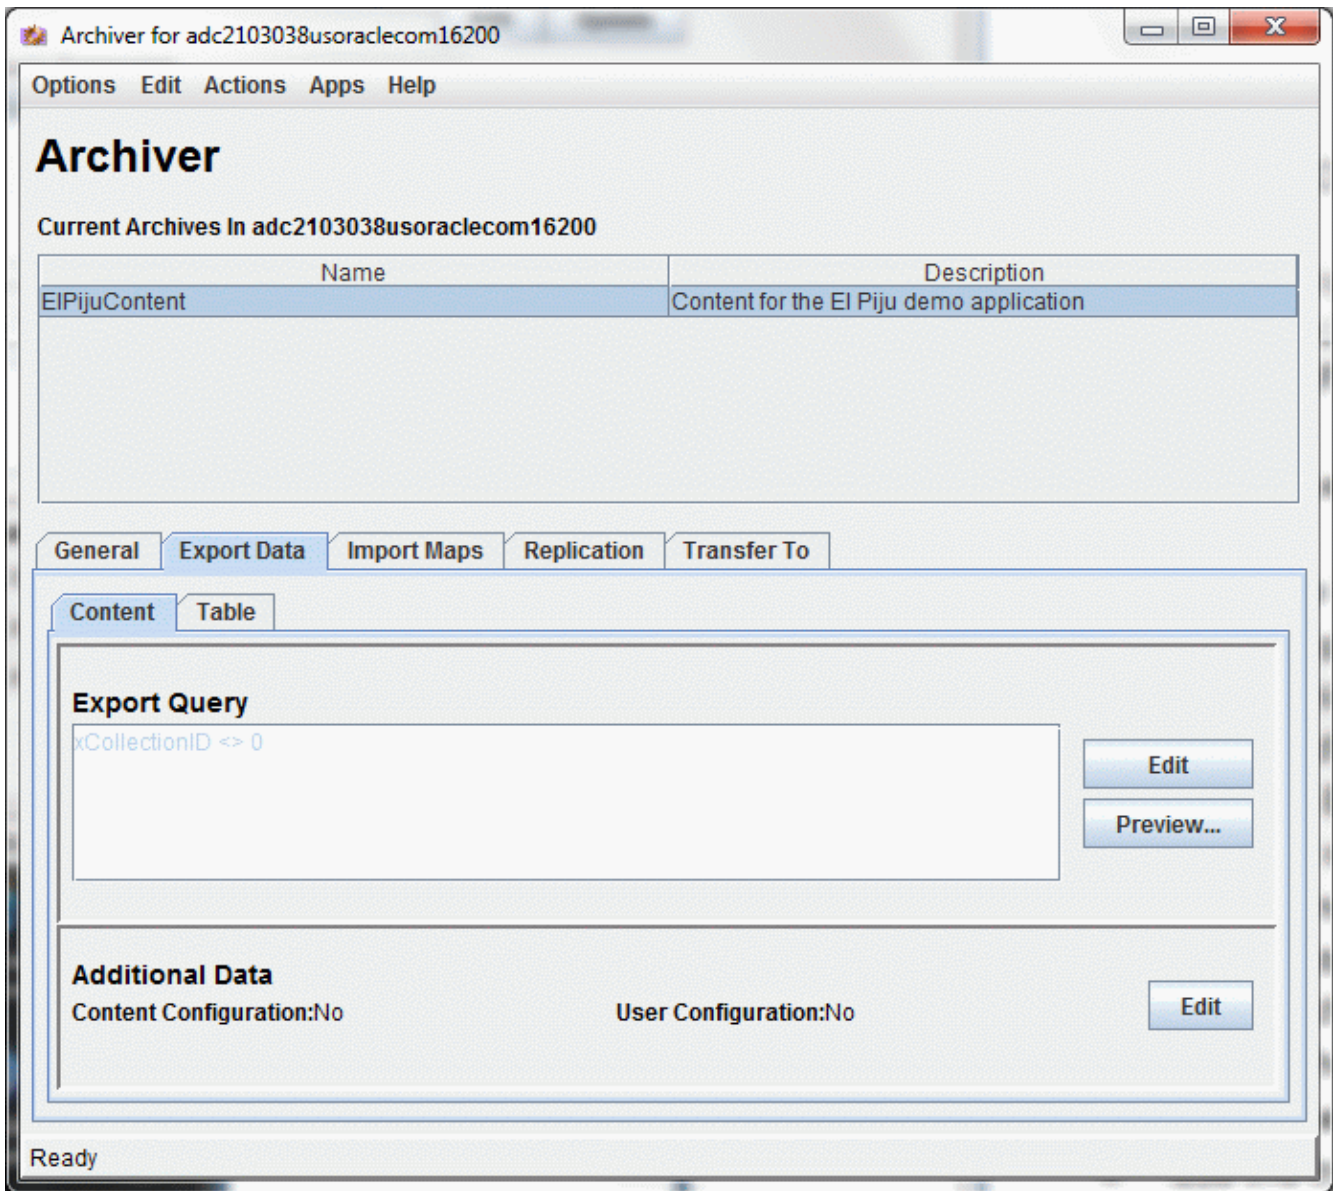 Archiver for adc2103038usoraclecom16200
Options Edit Actions Apps Help
Archiver
Current Archives In adc2103038usoraclecom16200
Name Description
ElPijuContent Content for the El Piju demo application
General Export Data Import Maps Replication Transfer To
Content Table
Export Query
xCollectionID <> 0
Edit
Preview...
Additional Data
Content Configuration:No User Configuration:No Edit
Ready